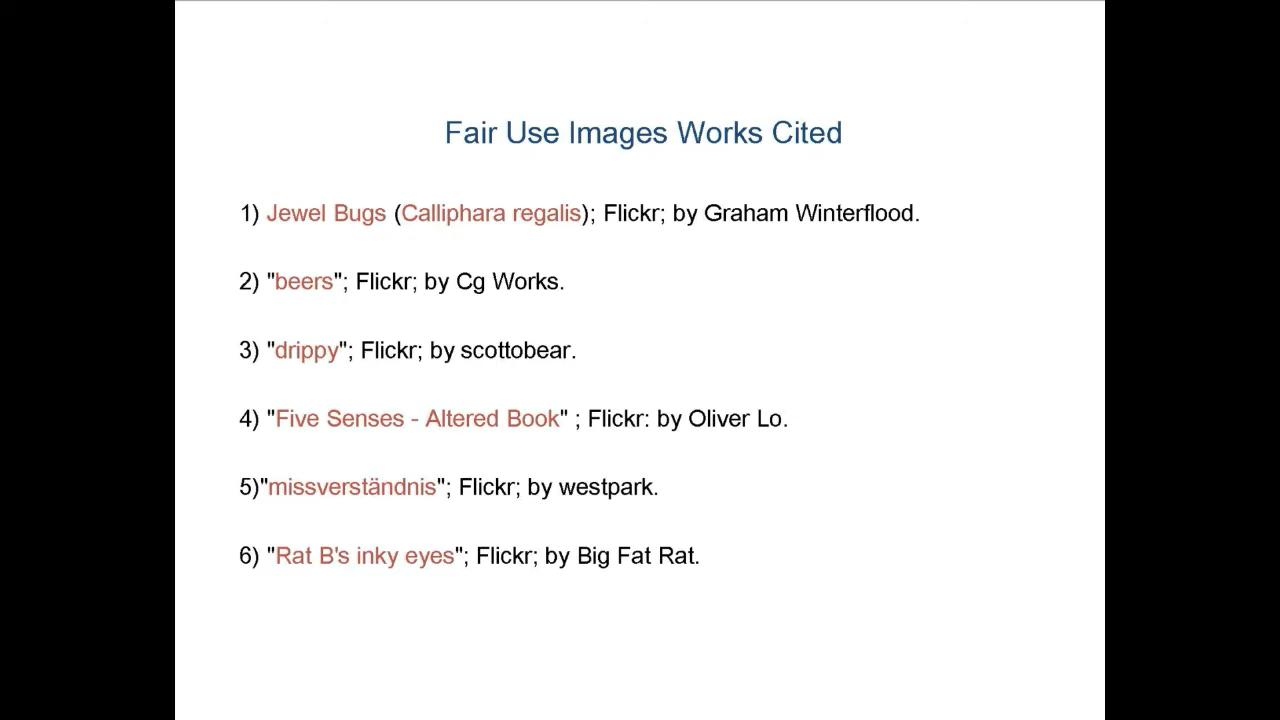 Fair Use Images Works Cited
1) Jewel Bugs (Calliphara regalis); Flickr; by Graham Winterflood.
2) "beers"; Flickr; by Cg Works.
3) "drippy"; Flickr; by scottobear.
4) "Five Senses - Altered Book" ; Flickr: by Oliver Lo.
5)"missverständnis"; Flickr; by westpark.
6) "Rat B's inky eyes"; Flickr; by Big Fat Rat.